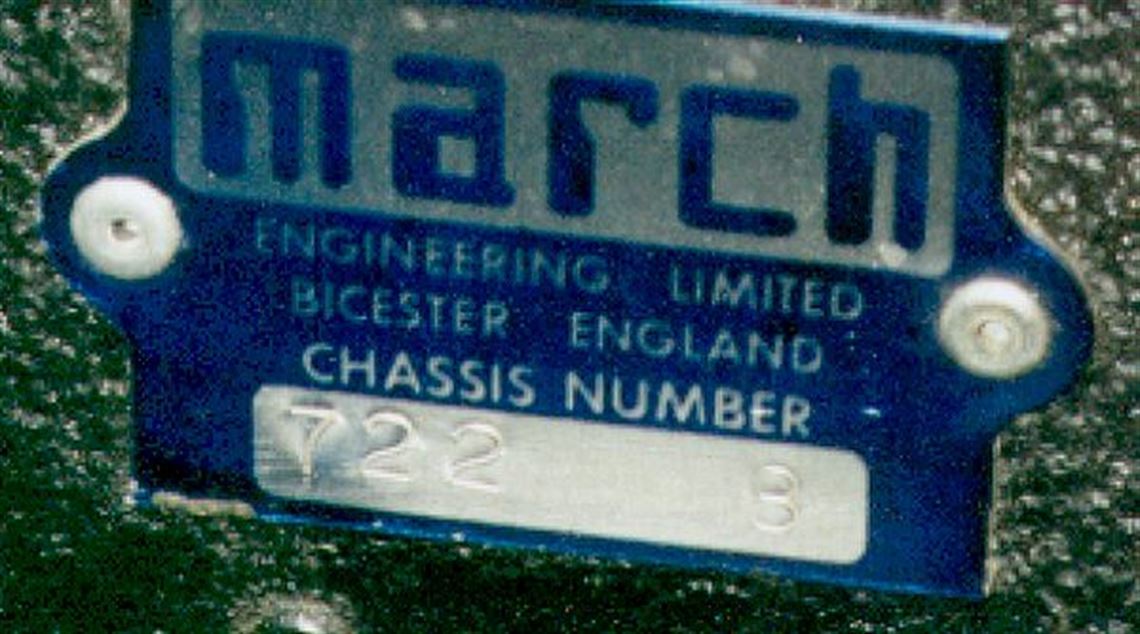 march
ENGINEERING LIMITED
BICESTER ENGLAND
CHASSIS NUMBER
722 3